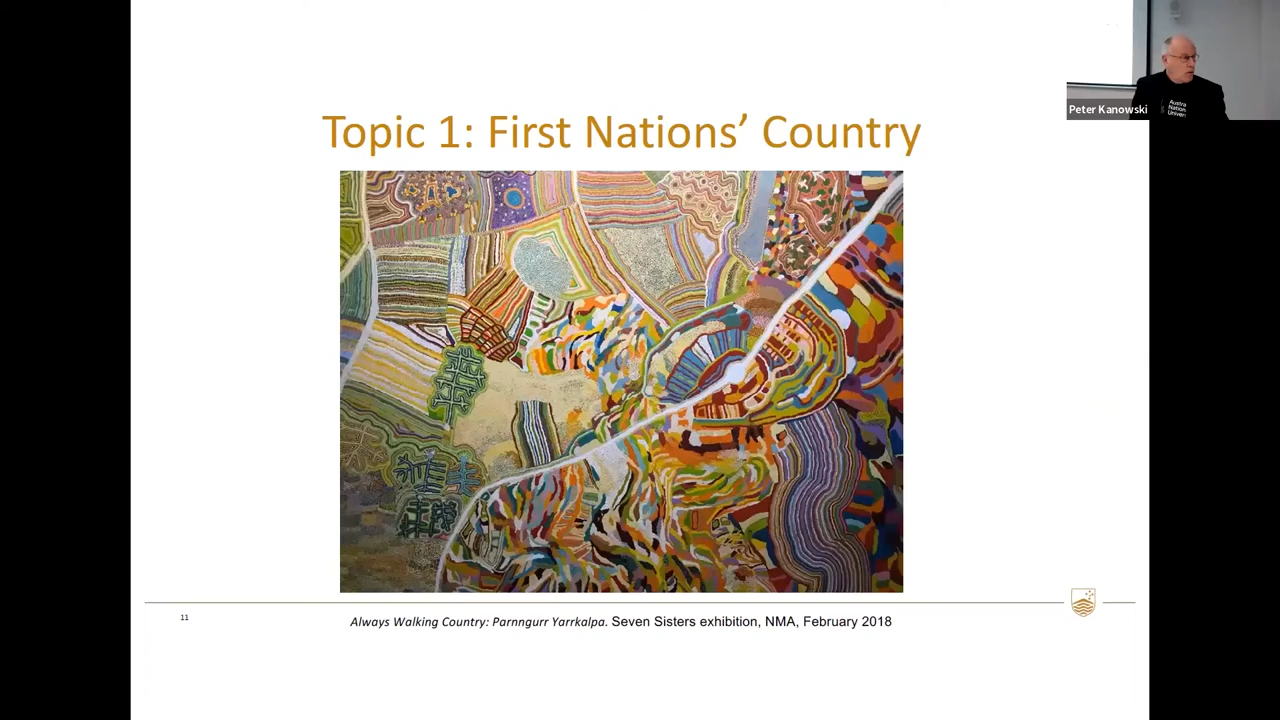 Topic 1: First Nations’ Country
Peter Kanowski
11
Always Walking Country: Parnngurr Yarrkalpa. Seven Sisters exhibition, NMA, February 2018